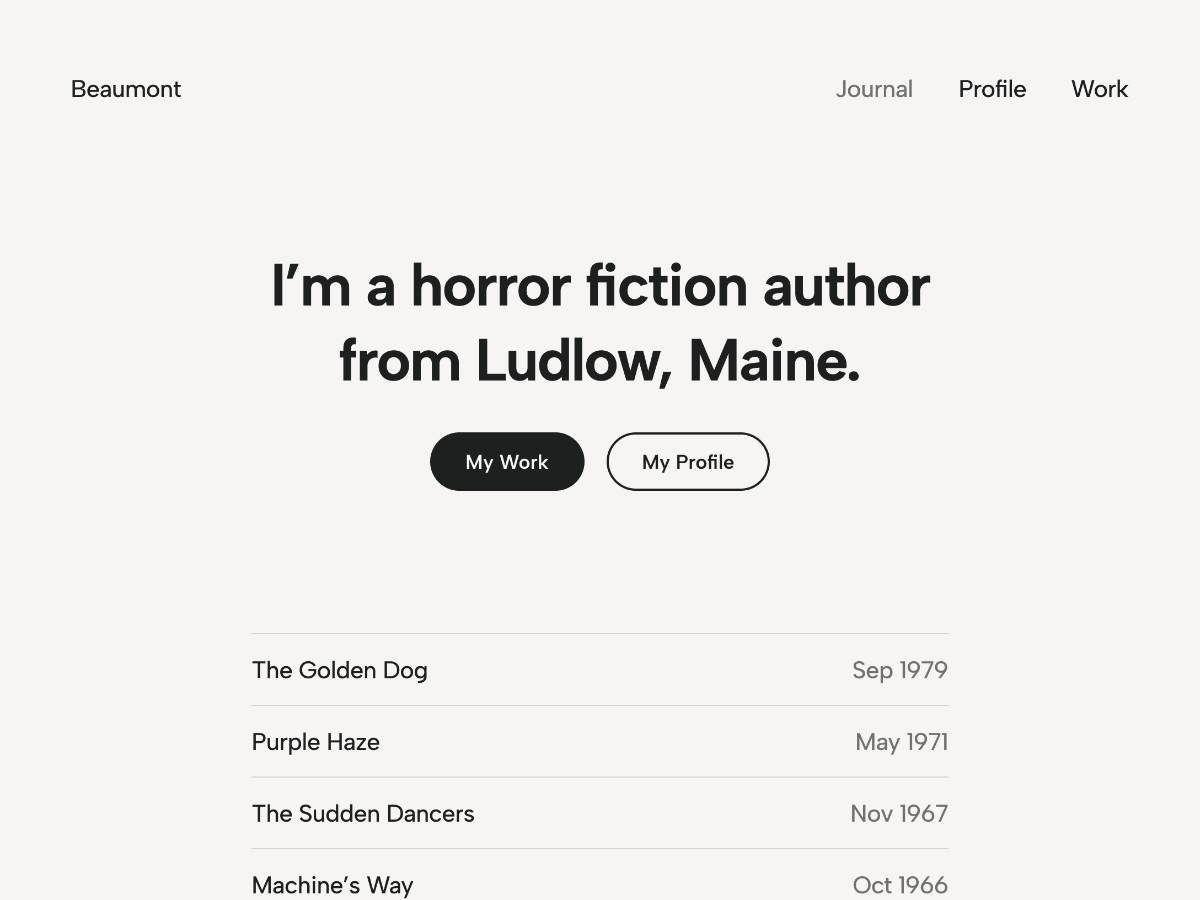 Beaumont
Journal Profile Work
I’m a horror fiction author
from Ludlow, Maine.
My Work My Profile
The Golden Dog Sep 1979
Purple Haze May 1971
The Sudden Dancers Nov 1967
Machine’s Way Oct 1966